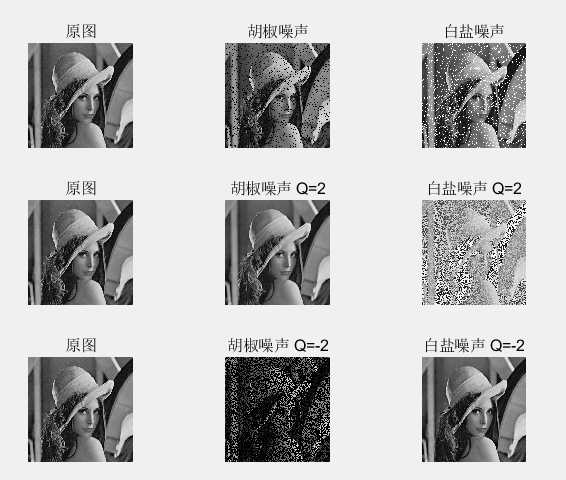 原图
胡椒噪声
白盐噪声
原图
胡椒噪声 Q=2
白盐噪声 Q=2
原图
胡椒噪声 Q=-2
白盐噪声 Q=-2